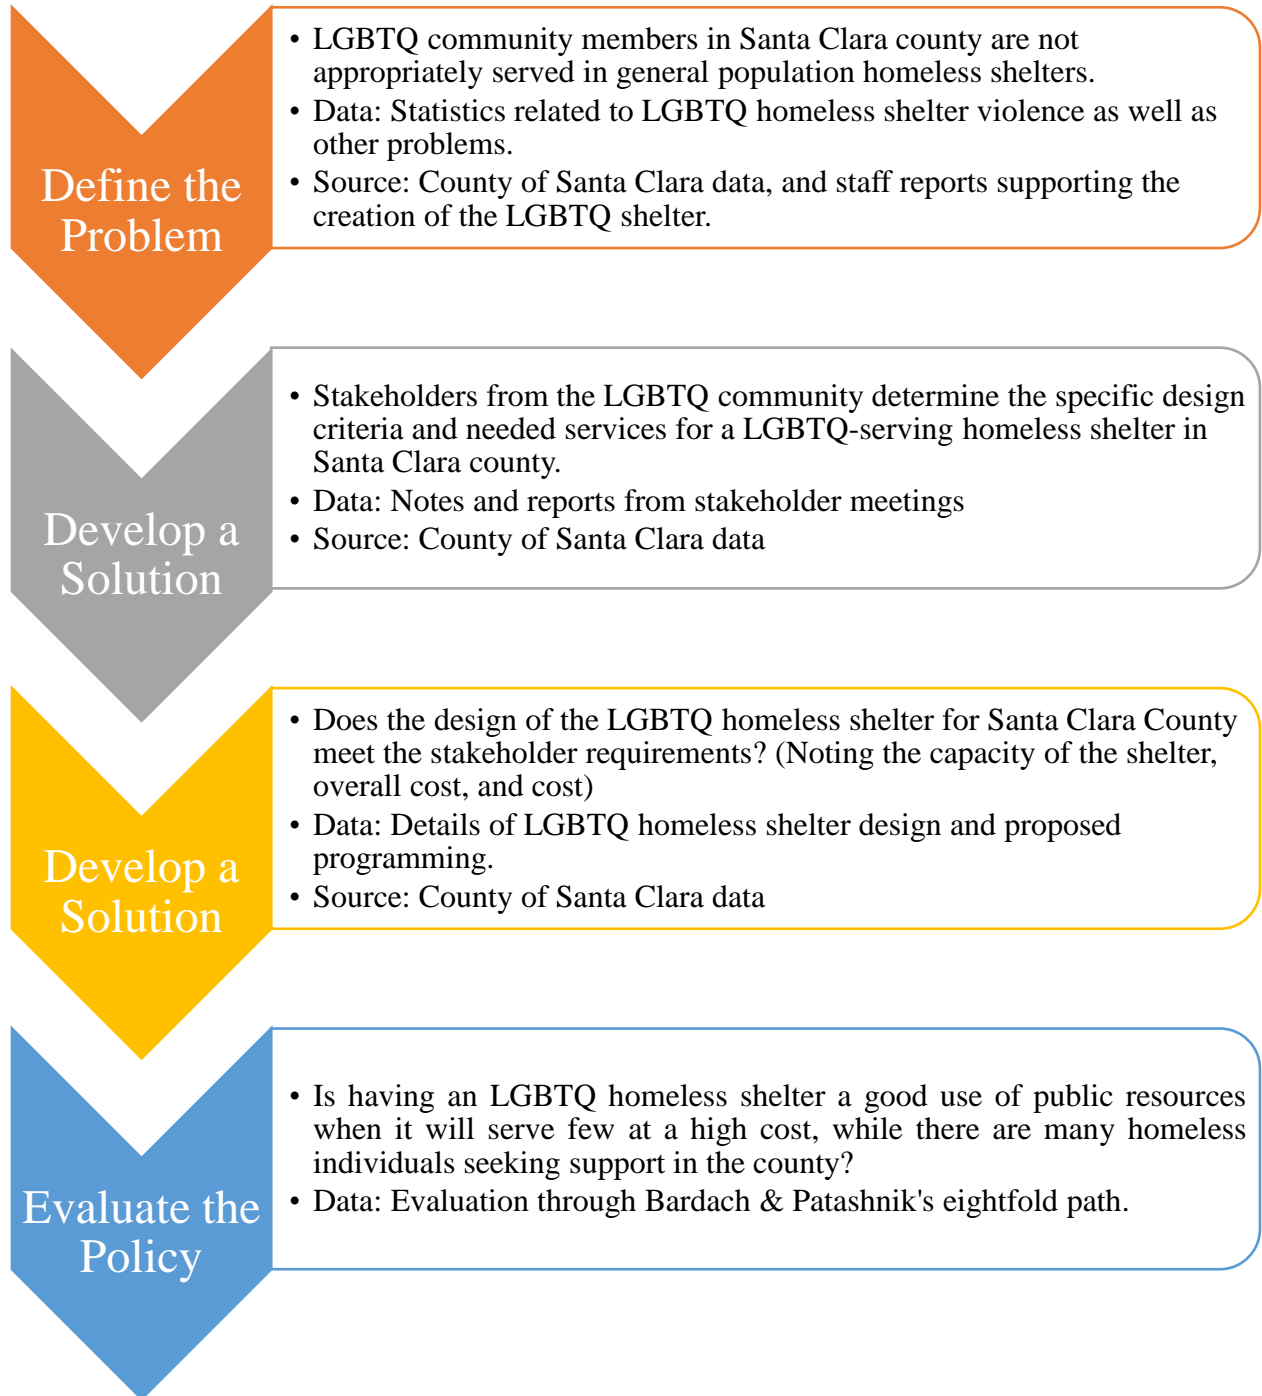 Define the
Problem
• LGBTQ community members in Santa Clara county are not
appropriately served in general population homeless shelters.
• Data: Statistics related to LGBTQ homeless shelter violence as well as
other problems.
• Source: County of Santa Clara data, and staff reports supporting the
creation of the LGBTQ shelter.
Develop a
Solution
• Stakeholders from the LGBTQ community determine the specific design
criteria and needed services for a LGBTQ-serving homeless shelter in
Santa Clara county.
• Data: Notes and reports from stakeholder meetings
• Source: County of Santa Clara data
Develop a
Solution
• Does the design of the LGBTQ homeless shelter for Santa Clara County
meet the stakeholder requirements? (Noting the capacity of the shelter,
overall cost, and cost)
• Data: Details of LGBTQ homeless shelter design and proposed
programming.
• Source: County of Santa Clara data
Evaluate the
Policy
• Is having an LGBTQ homeless shelter a good use of public resources
when it will serve few at a high cost, while there are many homeless
individuals seeking support in the county?
• Data: Evaluation through Bardach & Patashnik's eightfold path.